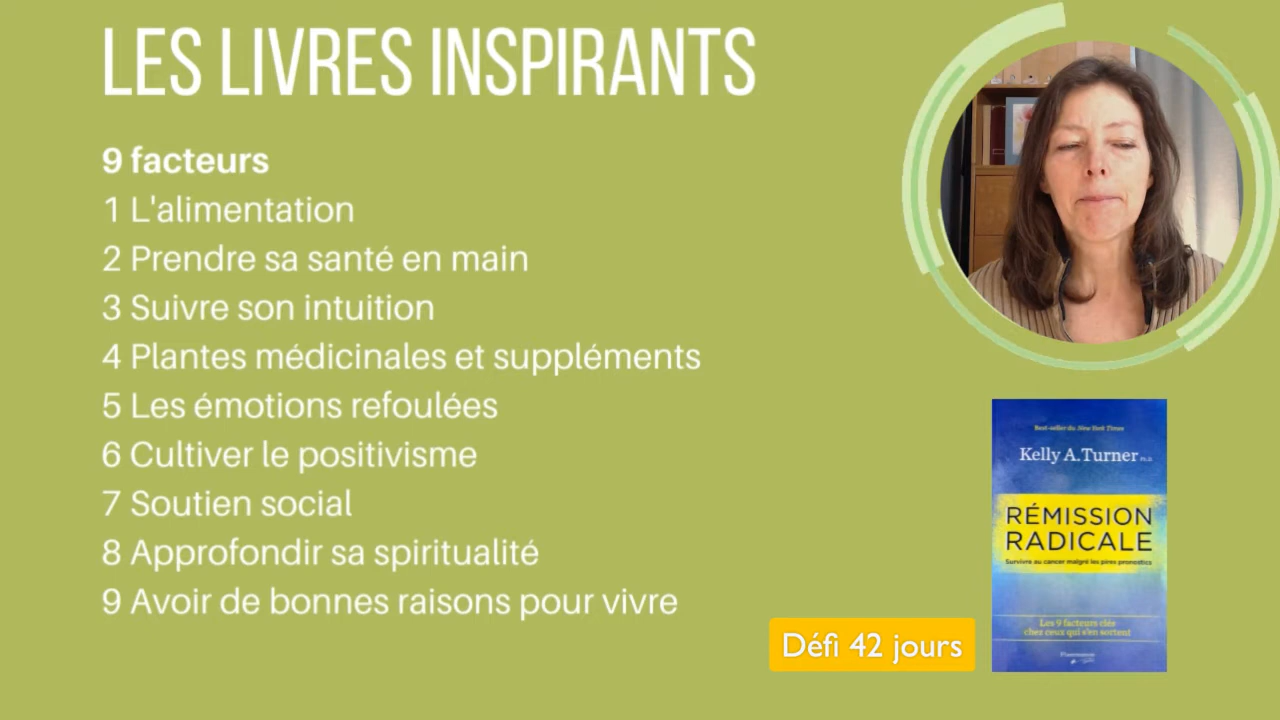 LES LIVRES INSPIRANTS
9 facteurs
1 L'alimentation
2 Prendre sa santé en main
3 Suivre son intuition
4 Plantes médicinales et suppléments
5 Les émotions refoulées
6 Cultiver le positivisme
7 Soutien social
8 Approfondir sa spiritualité
9 Avoir de bonnes raisons pour vivre
Défi 42 jours
Best-seller du New York Times
Kelly A. Turner Ph.D.
RÉMISSION
RADICALE
Survivre au cancer malgré les pires pronostics
Les 9 facteurs clés
chez ceux qui s'en sortent